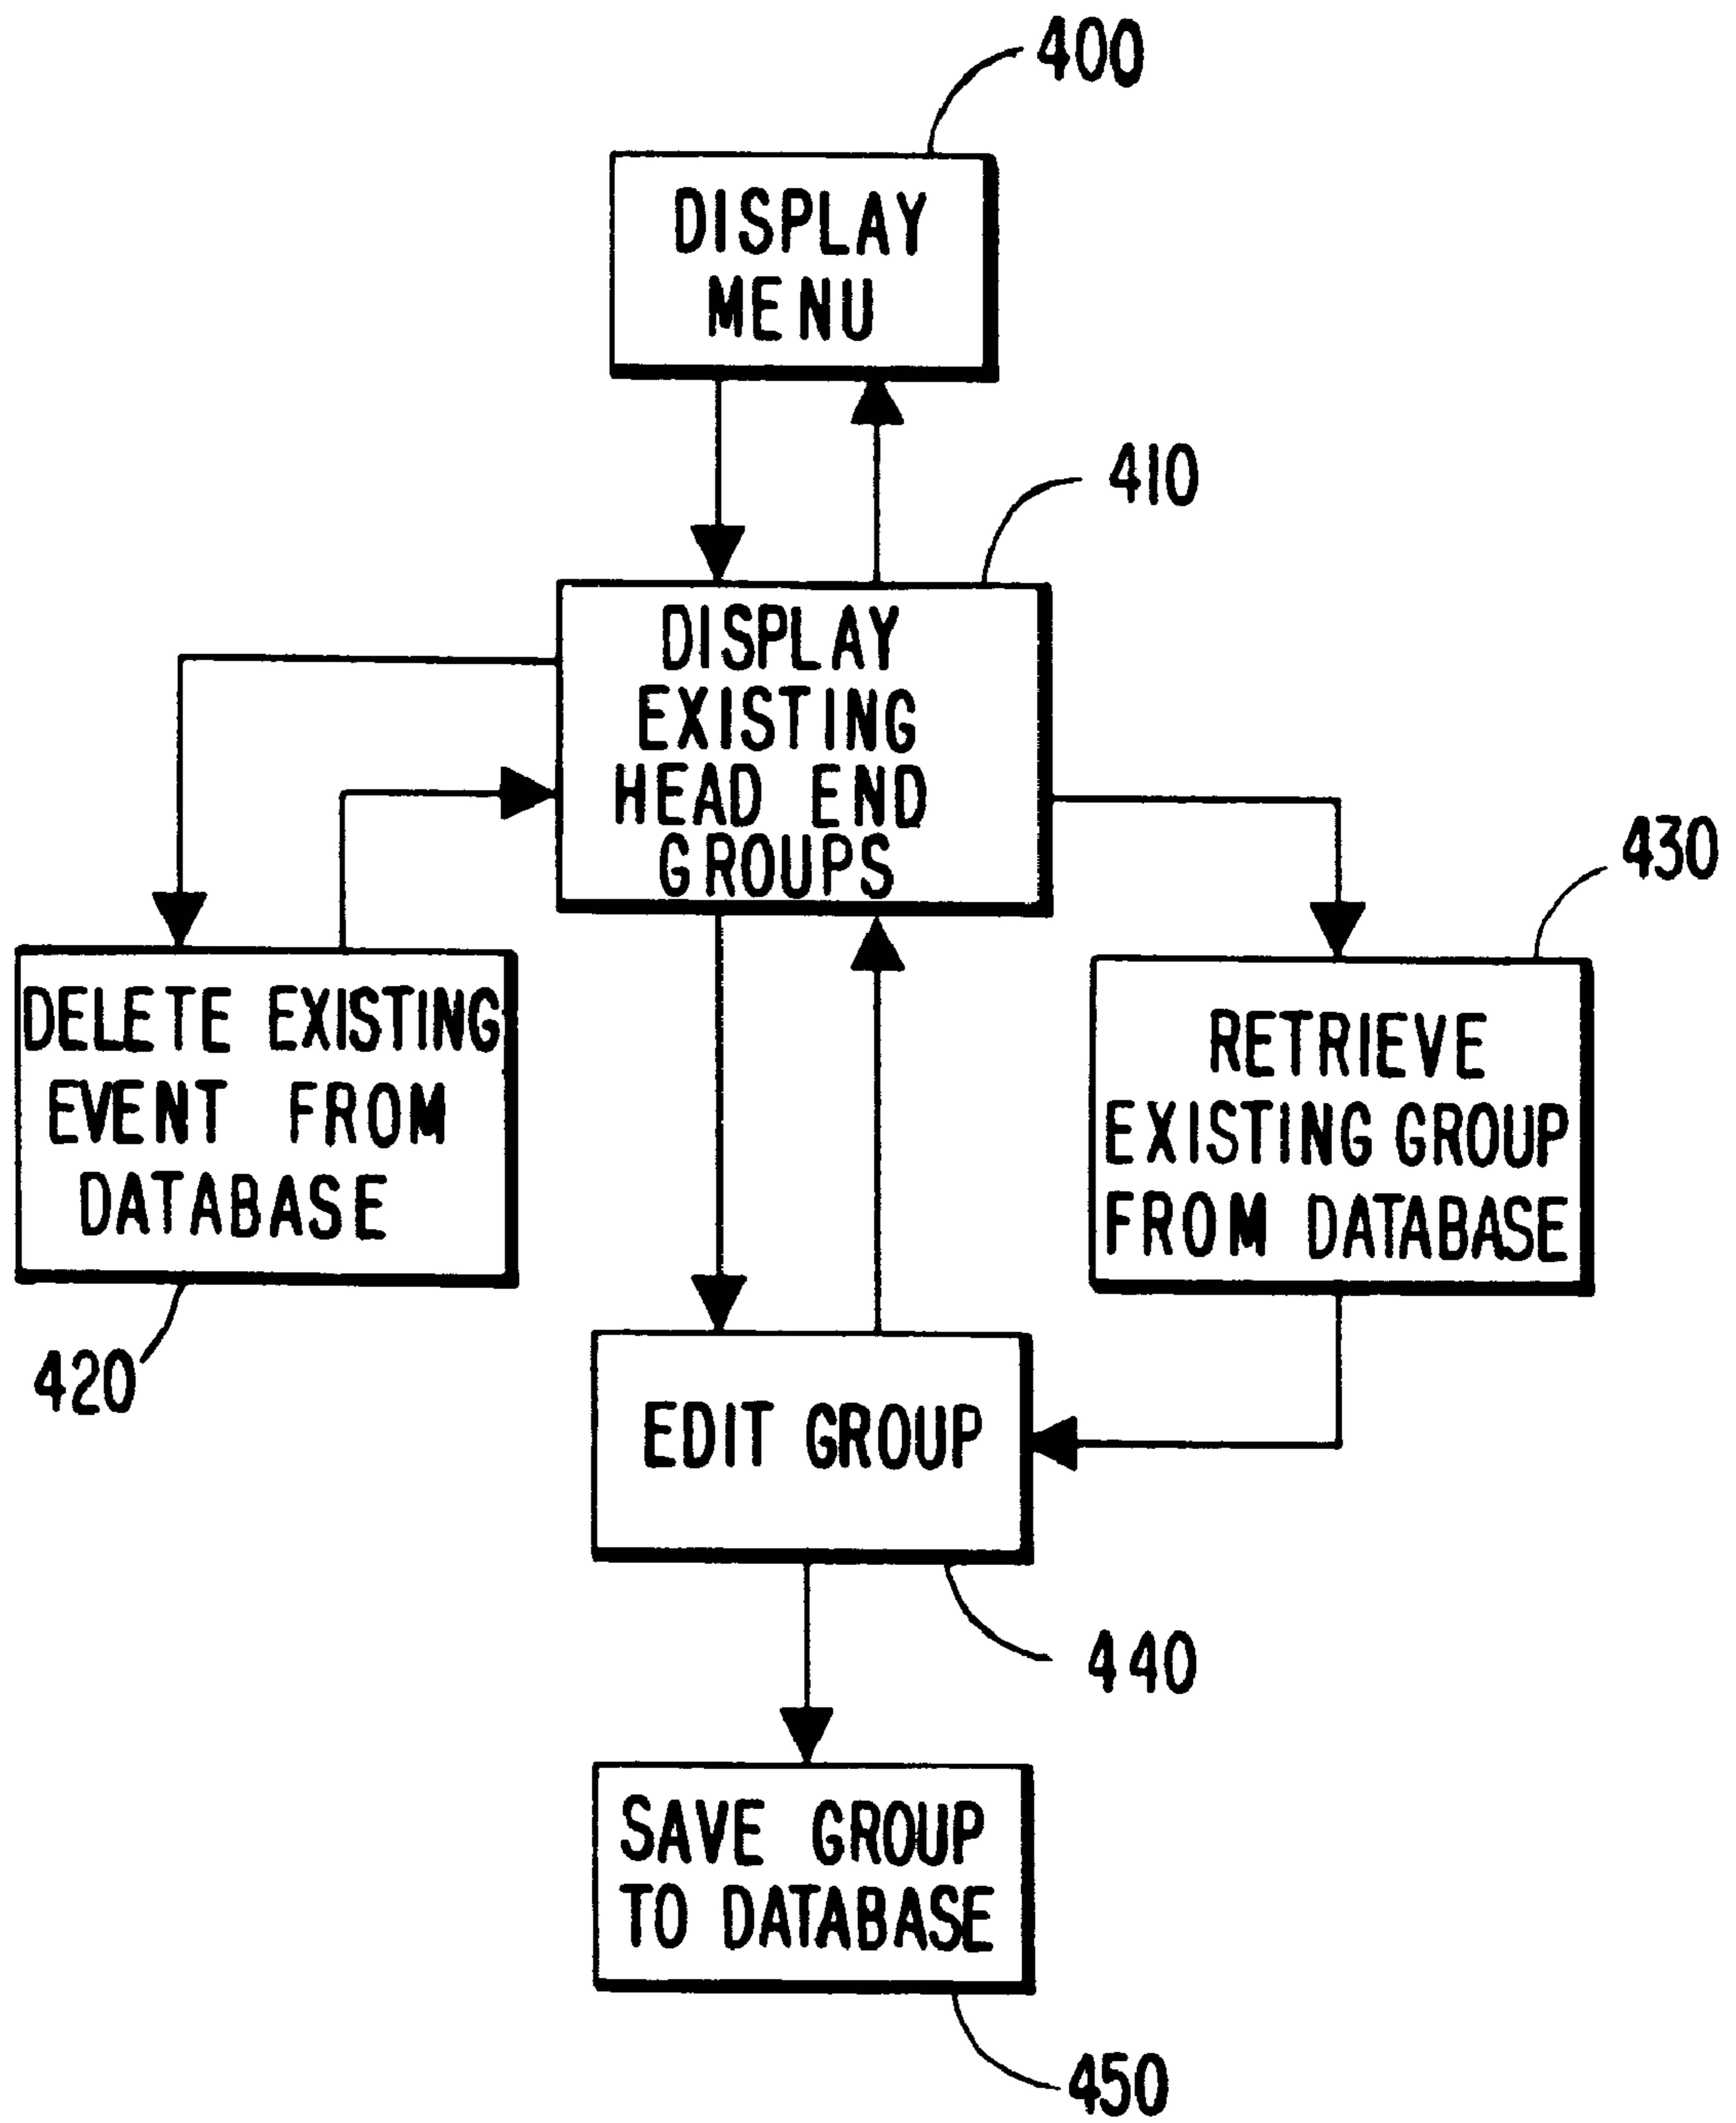 400
DISPLAY
MENU
410
DISPLAY
EXISTING
HEAD END
GROUPS
430
DELETE EXISTING
EVENT FROM
DATABASE
420
RETRIEVE
EXISTING GROUP
FROM DATABASE
EDIT GROUP
440
SAVE GROUP
TO DATABASE
450